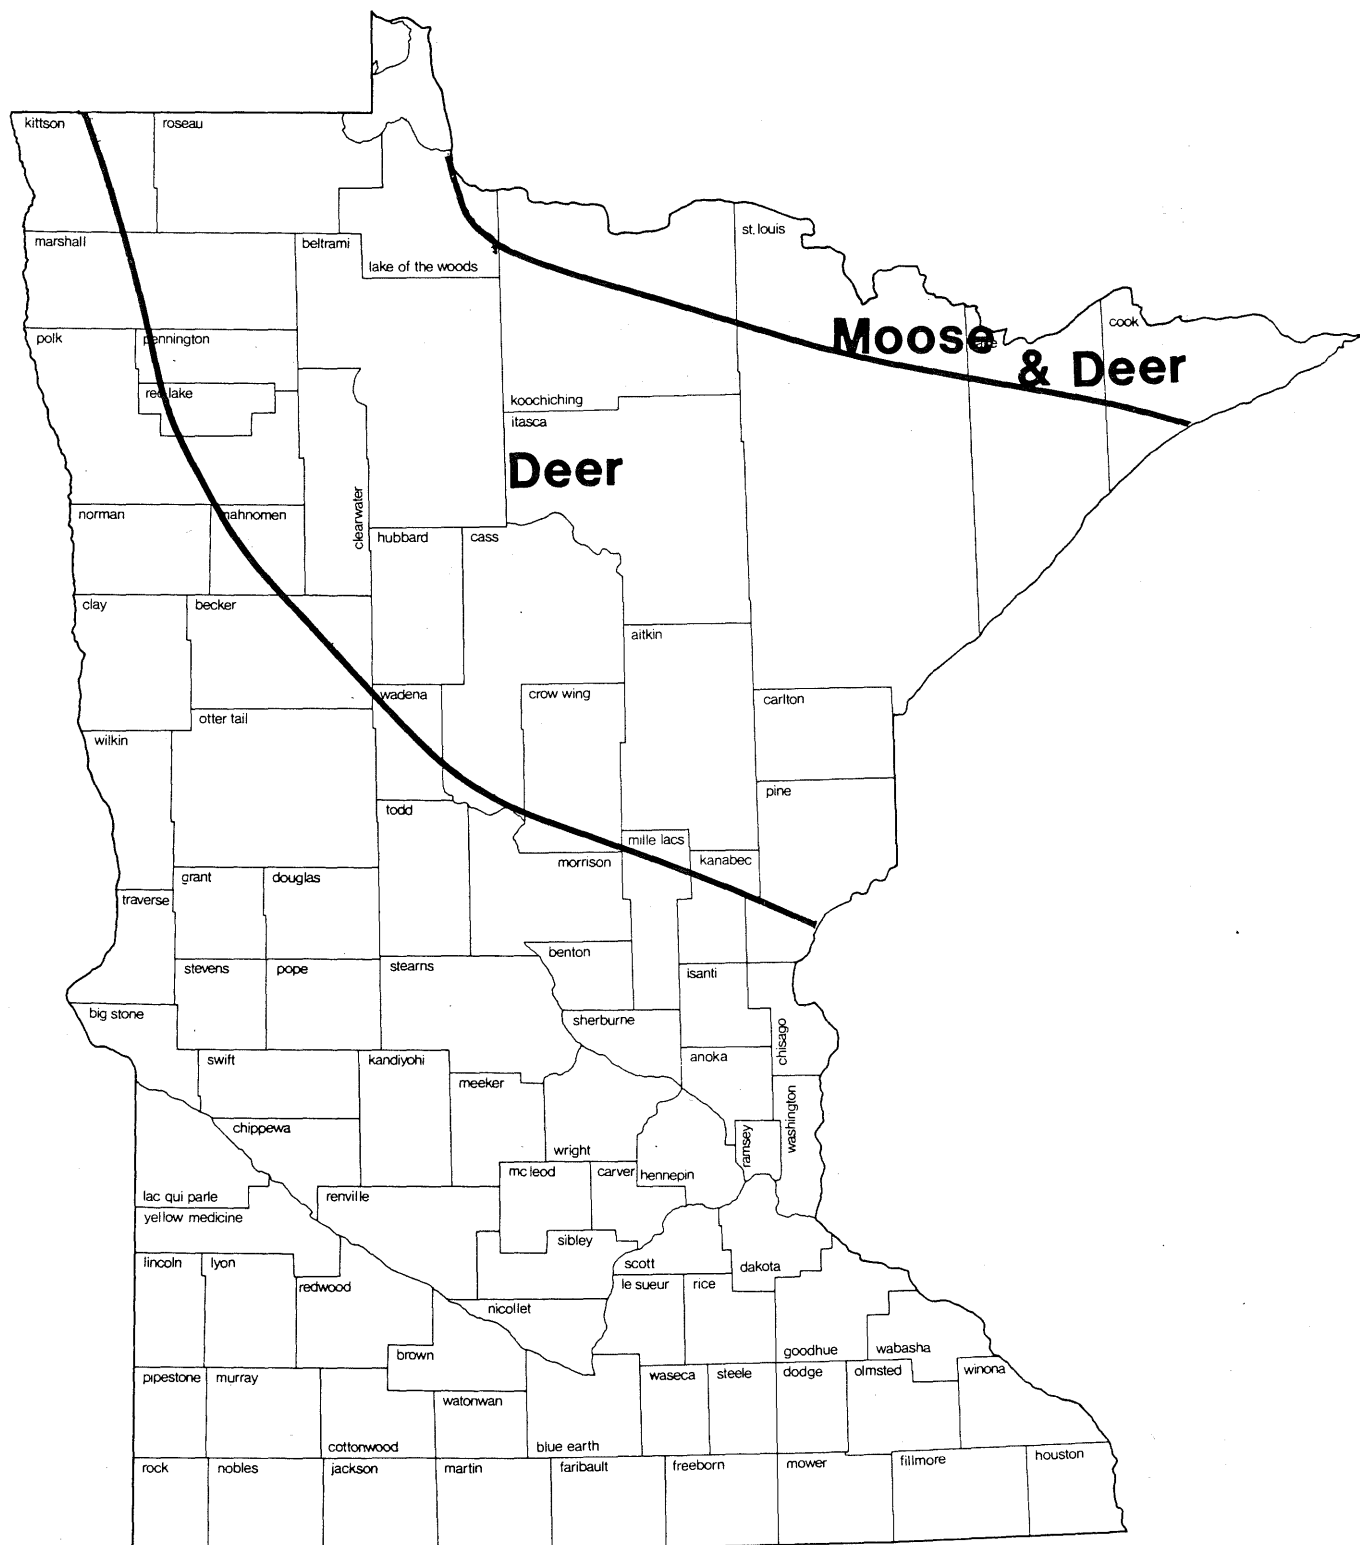 kittson
roseau
st. louis
marshall
beltrami
lake of the woods
cook
Moose
& Deer
polk
pennington
lake
red lake
koochiching
itasca
Deer
norman
mahnomen
clearwater
hubbard
cass
clay
becker
aitkin
wadena
crow wing
carlton
otter tail
wilkin
pine
todd
mille lacs
morrison
kanabec
grant
douglas
traverse
benton
stevens
pope
stearns
isanti
big stone
sherburne
chisago
swift
kandiyohi
anoka
meeker
washington
chippewa
ramsey
wright
mc leod
carver
hennepin
lac qui parle
renville
yellow medicine
sibley
lincoln
lyon
scott
dakota
redwood
le sueur
rice
nicollet
brown
goodhue
wabasha
pipestone
murray
waseca
steele
dodge
olmsted
winona
watonwan
cottonwood
blue earth
rock
nobles
jackson
martin
faribault
freeborn
mower
fillmore
houston